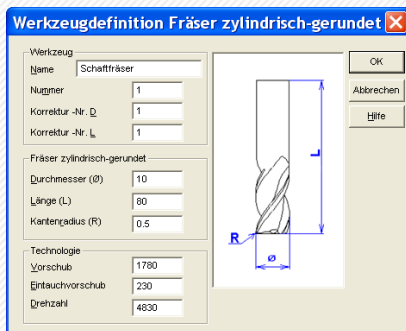 Werkzeugdefinition Fräser zylindrisch-gerundet
Werkzeug
Name Schaftfräser
Nummer 1
Korrektur -Nr. D 1
Korrektur -Nr. L 1
Fräser zylindrisch-gerundet
Durchmesser (Ø) 10
Länge (L) 80
Kantenradius (R) 0.5
Technologie
Vorschub 1780
Eintauchvorschub 230
Drehzahl 4830
L
R
ø
OK
Abbrechen
Hilfe